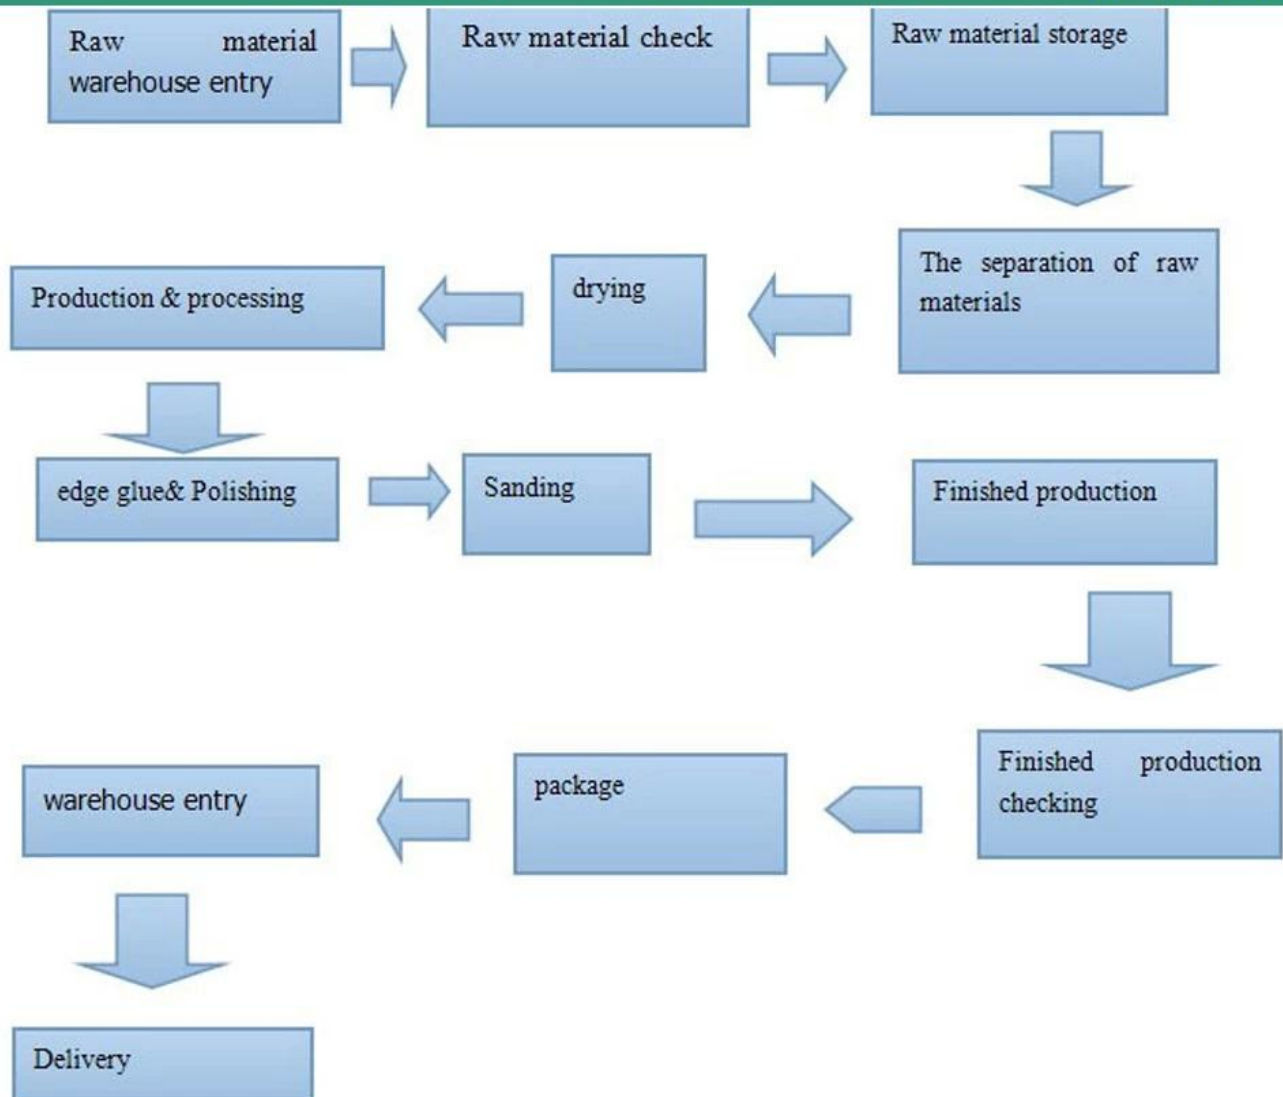 Raw material
warehouse entry
Raw material check
Raw material storage
The separation of raw
materials
drying
Production & processing
edge glue& Polishing
Sanding
Finished production
Finished production
checking
package
warehouse entry
Delivery